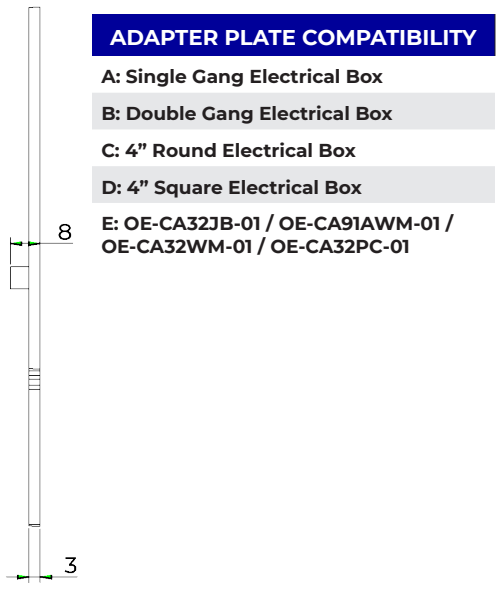 ADAPTER PLATE COMPATIBILITY
A: Single Gang Electrical Box
B: Double Gang Electrical Box
C: 4” Round Electrical Box
D: 4” Square Electrical Box
E: OE-CA32JB-01 / OE-CA91AWM-01 /
OE-CA32WM-01 / OE-CA32PC-01
8
3